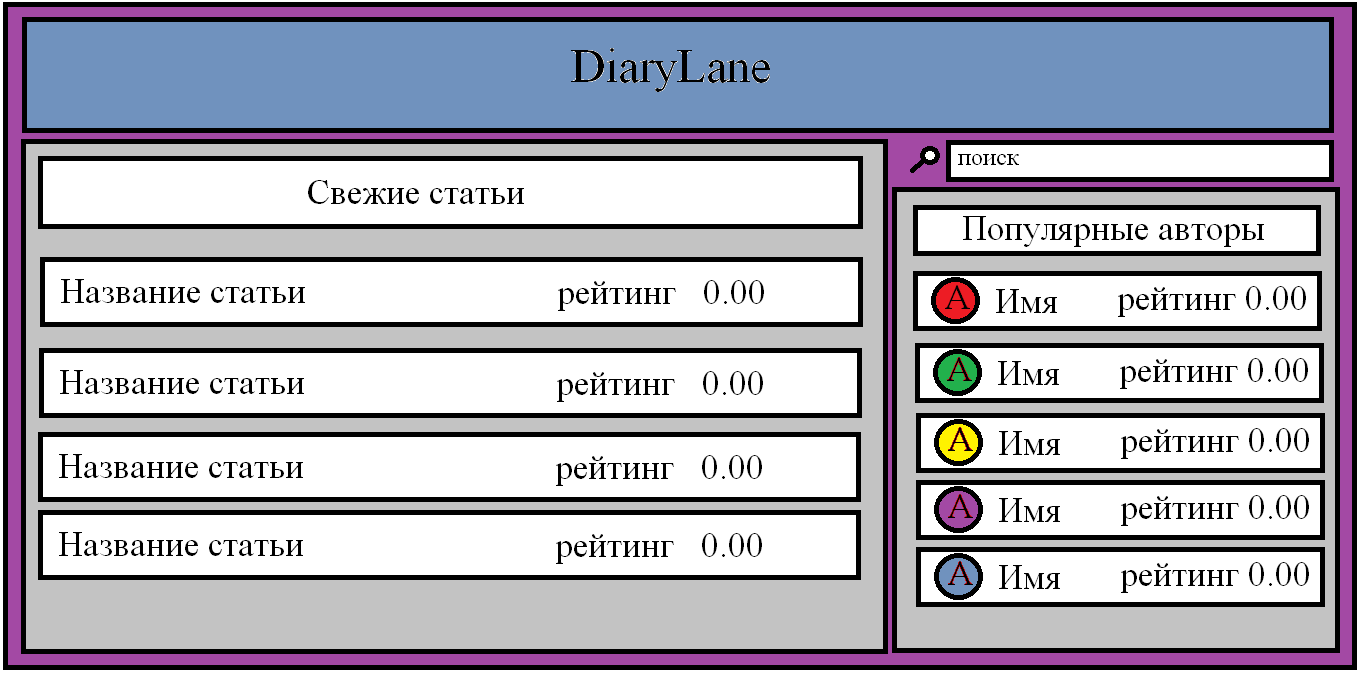 DiaryLane
Свежие статьи
Название статьи рейтинг 0.00
Название статьи рейтинг 0.00
Название статьи рейтинг 0.00
Название статьи рейтинг 0.00
поиск
Популярные авторы
А Имя рейтинг 0.00
А Имя рейтинг 0.00
А Имя рейтинг 0.00
А Имя рейтинг 0.00
А Имя рейтинг 0.00